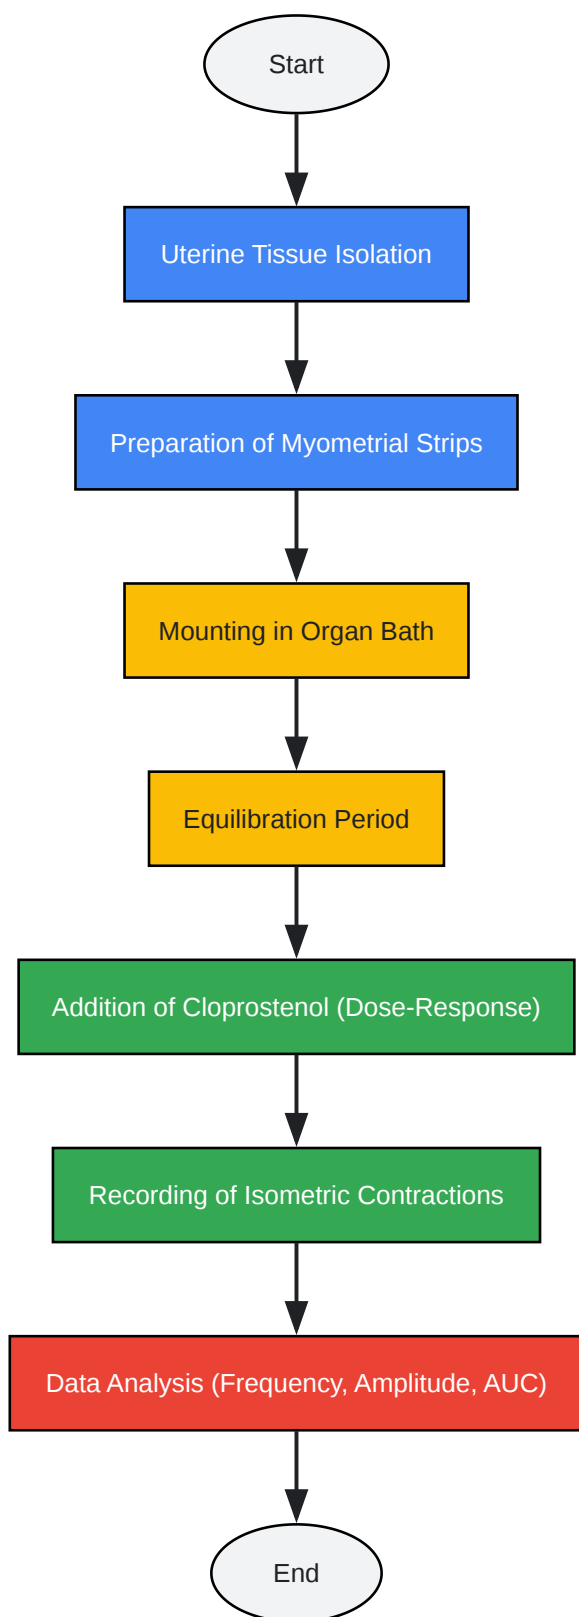 Start
Uterine Tissue Isolation
Preparation of Myometrial Strips
Mounting in Organ Bath
Equilibration Period
Addition of Cloprostenol (Dose-Response)
Recording of Isometric Contractions
Data Analysis (Frequency, Amplitude, AUC)
End